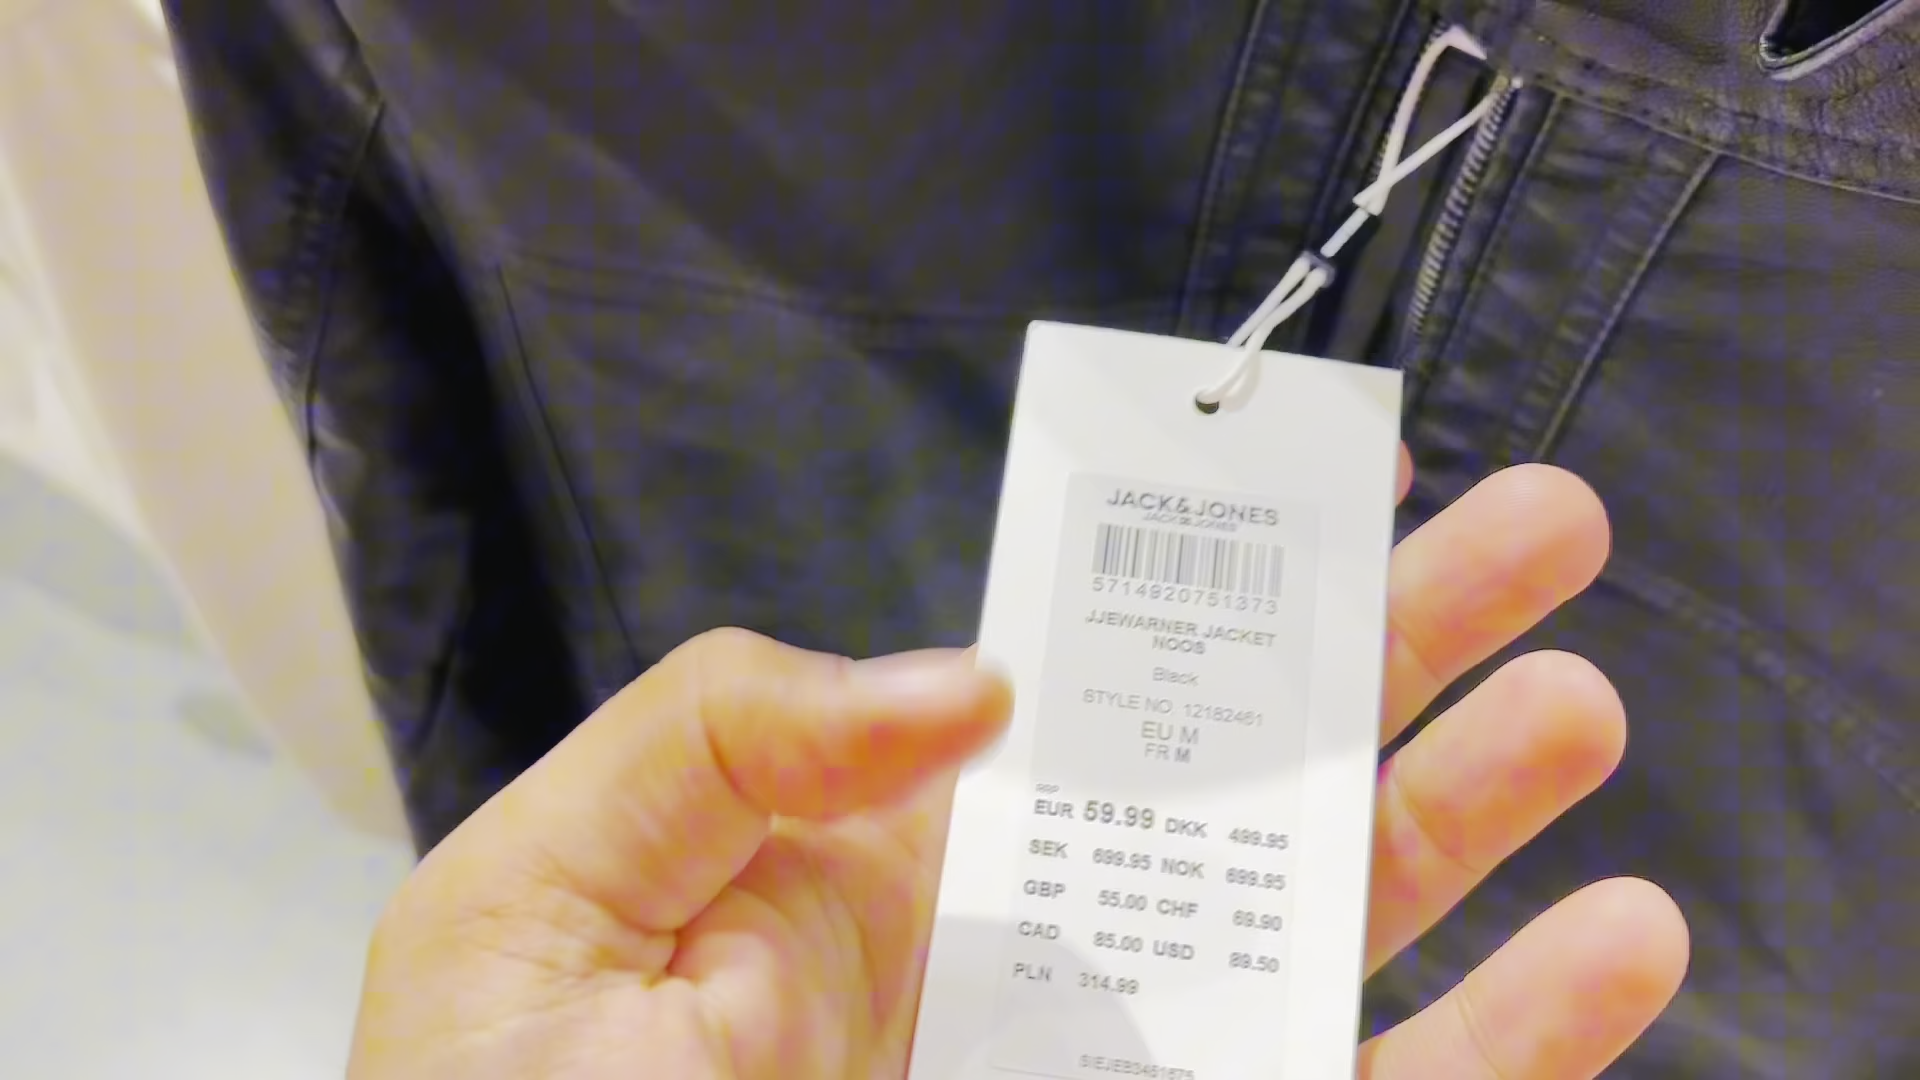 JACK&JONES
JACK&JONES
5714920751373
JJEWARNER JACKET
NOOS
Black
STYLE NO. 12182461
EU M
FR M
RRP
EUR 59.99 DKK 499.95
SEK 699.95 NOK 699.95
GBP 55.00 CHF 69.90
CAD 85.00 USD 89.50
PLN 314.99